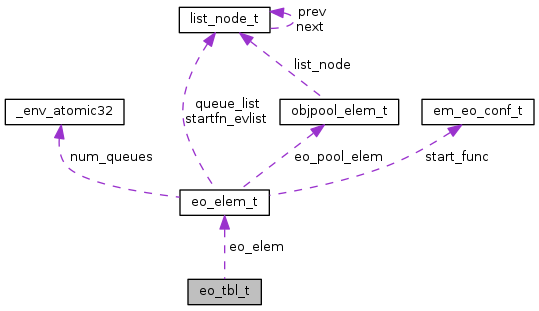 list_node_t
prev
next
list_node
queue_list
startfn_evlist
_env_atomic32
objpool_elem_t
em_eo_conf_t
num_queues
eo_pool_elem
start_func
eo_elem_t
eo_elem
eo_tbl_t